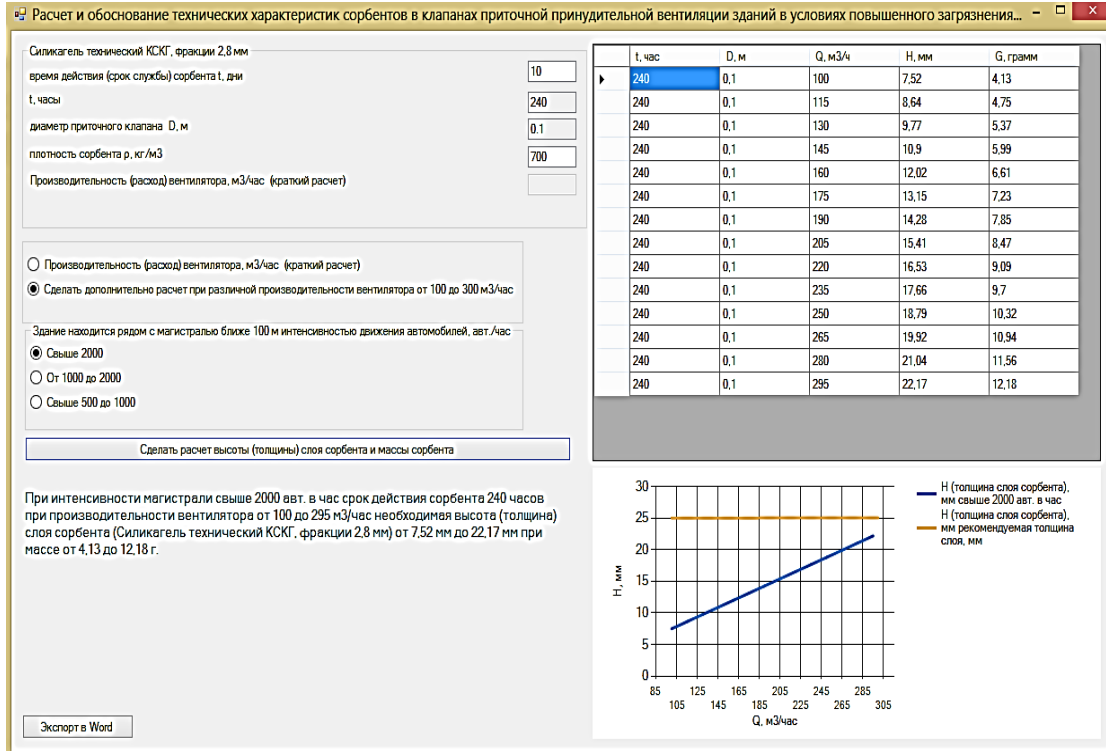 Расчет и обоснование технических характеристик сорбентов в клапанах приточной принудительной вентиляции зданий в условиях повышенного загрязнения...
Силикагель технический КСКГ, фракции 2,8 мм
время действия (срок службы) сорбента t, дни 10
t, часы 240
диаметр приточного клапана D, м 0.1
плотность сорбента ρ, кг/м3 700
Производительность (расход) вентилятора, м3/час (краткий расчет)
Производительность (расход) вентилятора, м3/час (краткий расчет)
Сделать дополнительно расчет при различной производительности вентилятора от 100 до 300 м3/час
Здание находится рядом с магистралью ближе 100 м интенсивностью движения автомобилей, авт./час
Свыше 2000
От 1000 до 2000
Свыше 500 до 1000
Сделать расчет высоты (толщины) слоя сорбента и массы сорбента
При интенсивности магистрали свыше 2000 авт. в час срок действия сорбента 240 часов
при производительности вентилятора от 100 до 295 м3/час необходимая высота (толщина)
слоя сорбента (Силикагель технический КСКГ, фракции 2,8 мм) от 7,52 мм до 22,17 мм при
массе от 4,13 до 12,18 г.
Экспорт в Word
t, час D, м Q, м3/ч H, мм G, грамм
240 0,1 100 7,52 4,13
240 0,1 115 8,64 4,75
240 0,1 130 9,77 5,37
240 0,1 145 10,9 5,99
240 0,1 160 12,02 6,61
240 0,1 175 13,15 7,23
240 0,1 190 14,28 7,85
240 0,1 205 15,41 8,47
240 0,1 220 16,53 9,09
240 0,1 235 17,66 9,7
240 0,1 250 18,79 10,32
240 0,1 265 19,92 10,94
240 0,1 280 21,04 11,56
240 0,1 295 22,17 12,18
H, мм
30
25
20
15
10
5
0
85 125 165 205 245 285
105 145 185 225 265 305
Q, м3/час
H (толщина слоя сорбента),
мм свыше 2000 авт. в час
H (толщина слоя сорбента),
мм рекомендуемая толщина
слоя, мм